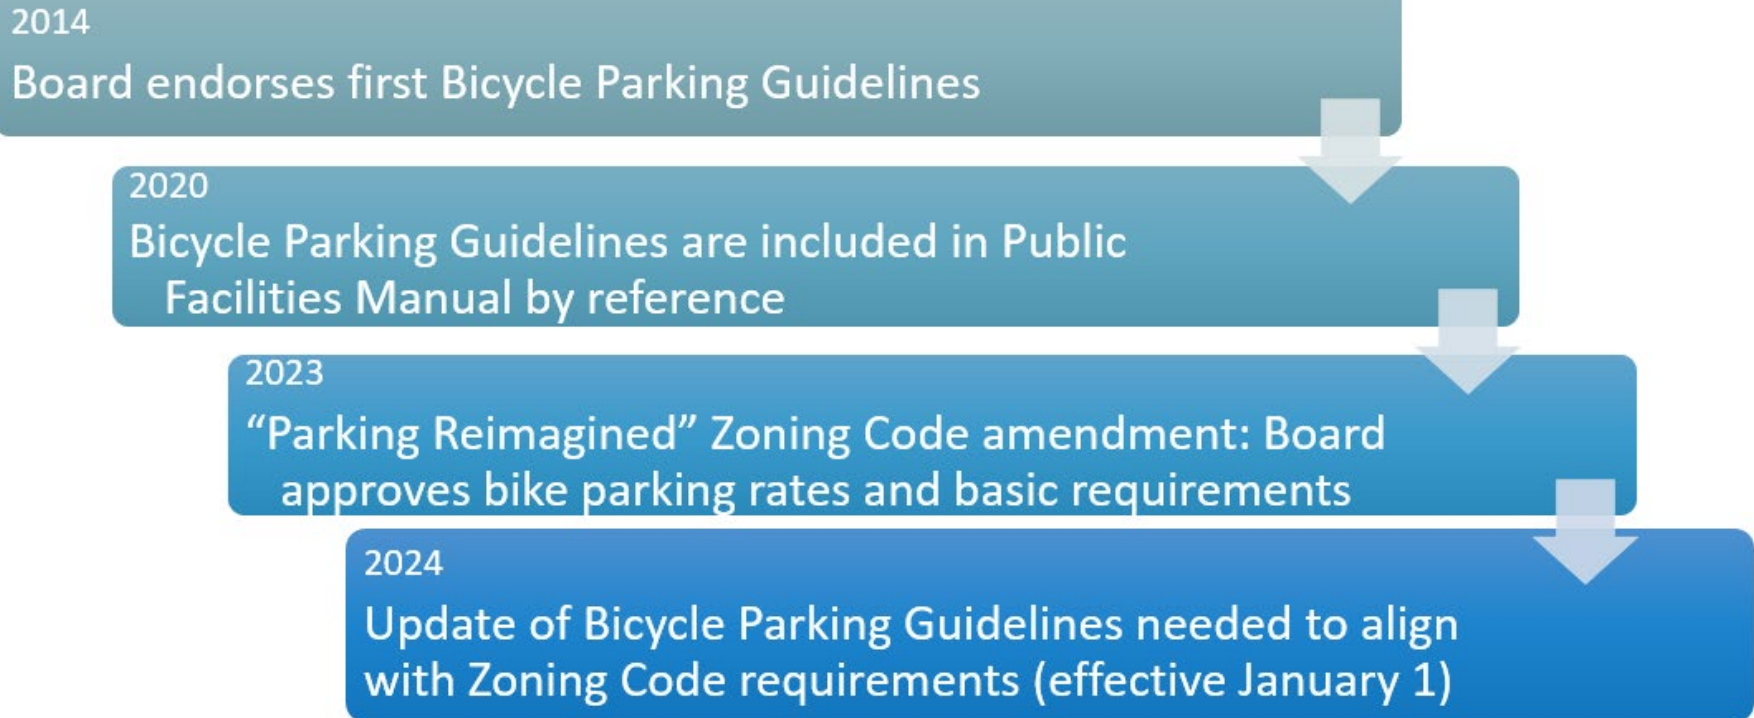 2014
Board endorses first Bicycle Parking Guidelines
2020
Bicycle Parking Guidelines are included in Public
Facilities Manual by reference
2023
“Parking Reimagined” Zoning Code amendment: Board
approves bike parking rates and basic requirements
2024
Update of Bicycle Parking Guidelines needed to align
with Zoning Code requirements (effective January 1)